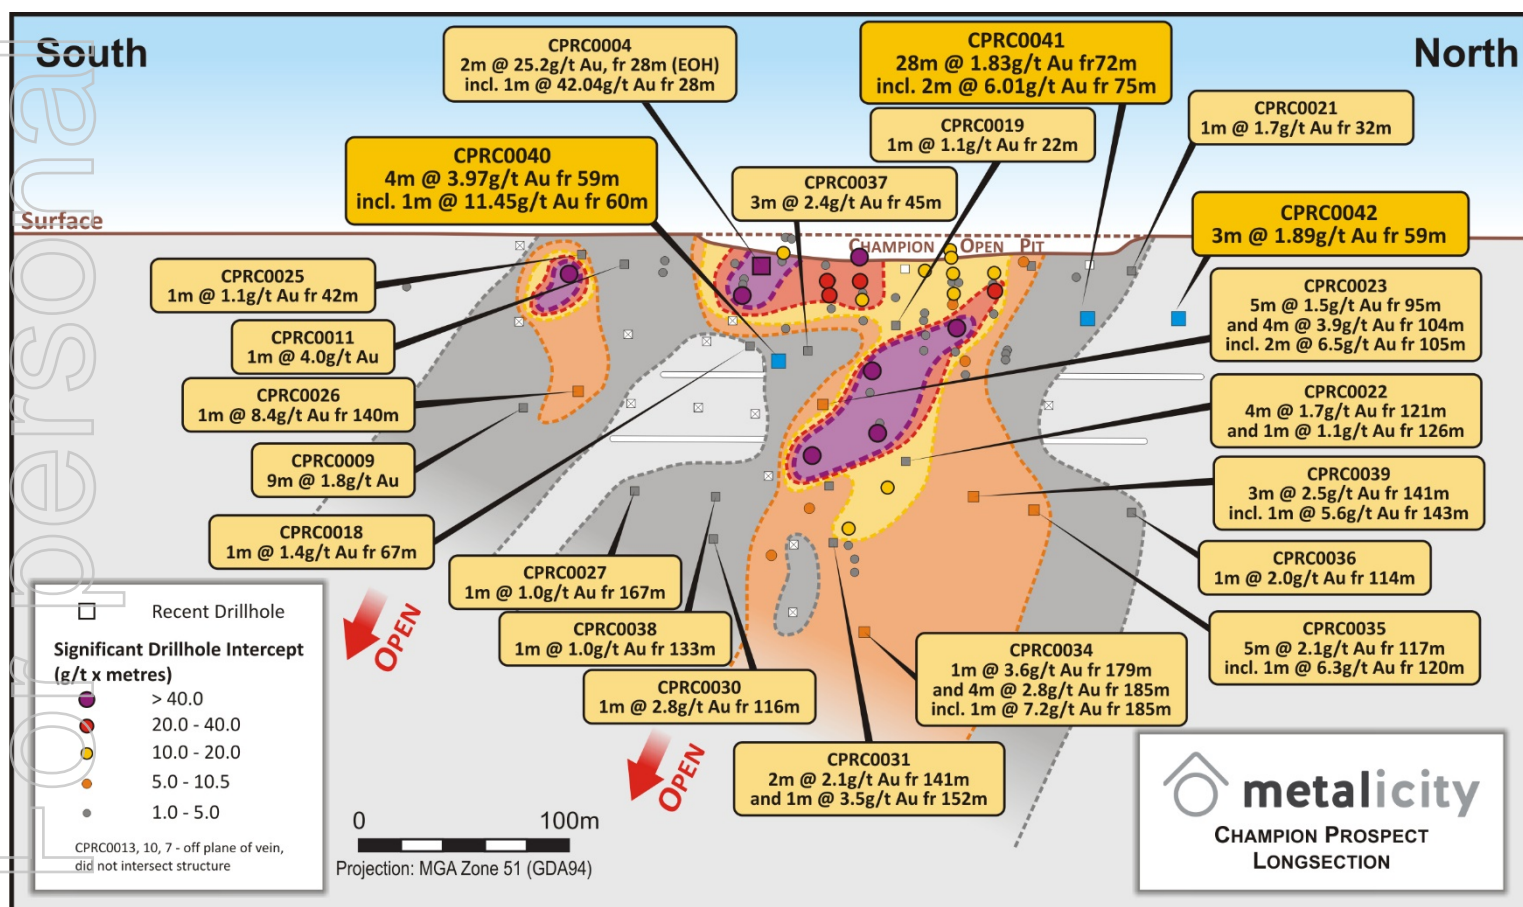 For personal
South
North
CPRC0004
2m @ 25.2g/t Au, fr 28m (EOH)
incl. 1m @ 42.04g/t Au fr 28m
CPRC0041
28m @ 1.83g/t Au fr72m
incl. 2m @ 6.01g/t Au fr 75m
CPRC0021
1m @ 1.7g/t Au fr 32m
CPRC0019
1m @ 1.1g/t Au fr 22m
CPRC0040
4m @ 3.97g/t Au fr 59m
incl. 1m @ 11.45g/t Au fr 60m
CPRC0037
3m @ 2.4g/t Au fr 45m
CPRC0042
3m @ 1.89g/t Au fr 59m
Surface
Champion Open Pit
CPRC0025
1m @ 1.1g/t Au fr 42m
CPRC0011
1m @ 4.0g/t Au
CPRC0026
1m @ 8.4g/t Au fr 140m
CPRC0009
9m @ 1.8g/t Au
CPRC0018
1m @ 1.4g/t Au fr 67m
CPRC0023
5m @ 1.5g/t Au fr 95m
and 4m @ 3.9g/t Au fr 104m
incl. 2m @ 6.5g/t Au fr 105m
CPRC0022
4m @ 1.7g/t Au fr 121m
and 1m @ 1.1g/t Au fr 126m
CPRC0039
3m @ 2.5g/t Au fr 141m
incl. 1m @ 5.6g/t Au fr 143m
CPRC0036
1m @ 2.0g/t Au fr 114m
CPRC0035
5m @ 2.1g/t Au fr 117m
incl. 1m @ 6.3g/t Au fr 120m
CPRC0027
1m @ 1.0g/t Au fr 167m
CPRC0038
1m @ 1.0g/t Au fr 133m
CPRC0030
1m @ 2.8g/t Au fr 116m
CPRC0034
1m @ 3.6g/t Au fr 179m
and 4m @ 2.8g/t Au fr 185m
incl. 1m @ 7.2g/t Au fr 185m
CPRC0031
2m @ 2.1g/t Au fr 141m
and 1m @ 3.5g/t Au fr 152m
Open
Open
Recent Drillhole
Significant Drillhole Intercept
(g/t x metres)
> 40.0
20.0 - 40.0
10.0 - 20.0
5.0 - 10.5
1.0 - 5.0
CPRC0013, 10, 7 - off plane of vein,
did not intersect structure
0 100m
Projection: MGA Zone 51 (GDA94)
metalicity
Champion Prospect
Longsection